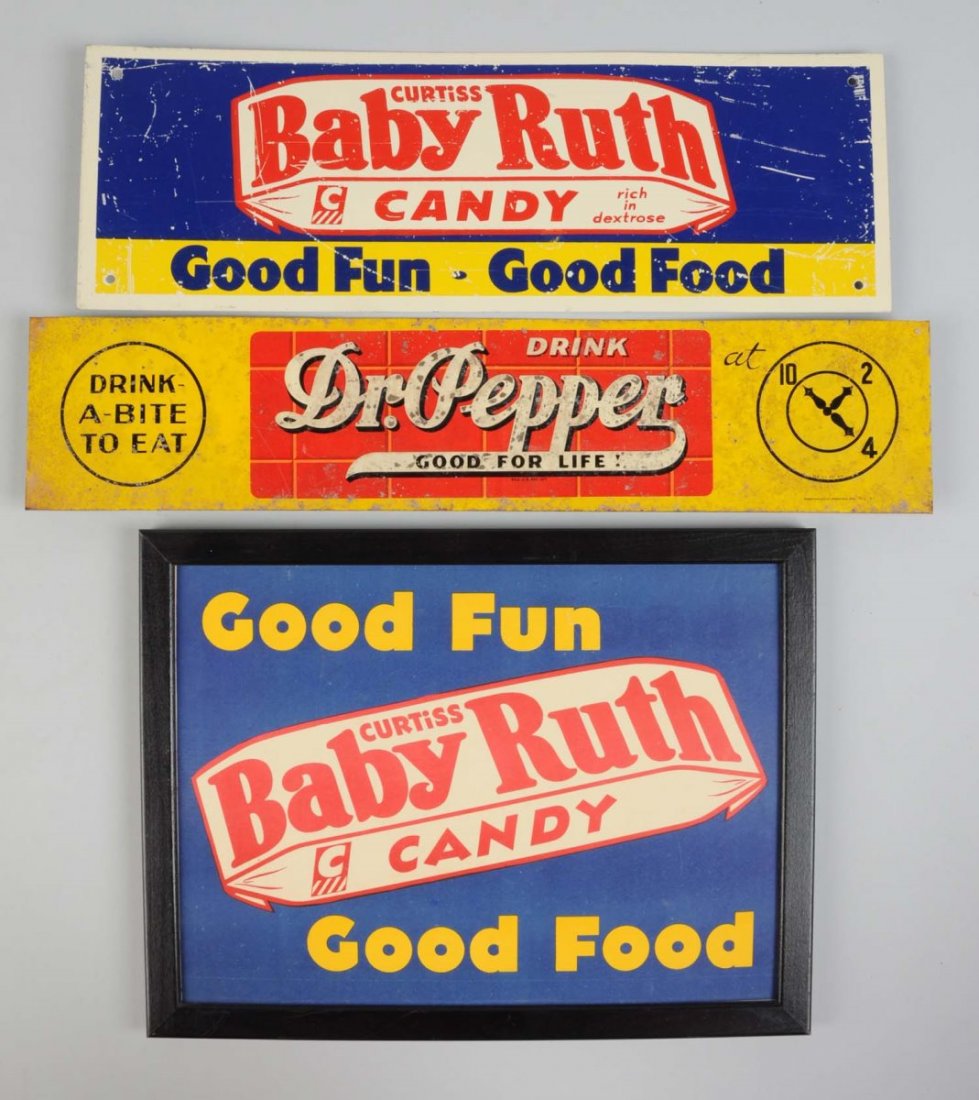 CURTISS
Baby Ruth
C CANDY rich in dextrose
Good Fun - Good Food
DRINK-
A-BITE
TO EAT
DRINK
Dr. Pepper
GOOD FOR LIFE!
at
10 2
4
Good Fun
CURTISS
Baby Ruth
C CANDY
Good Food